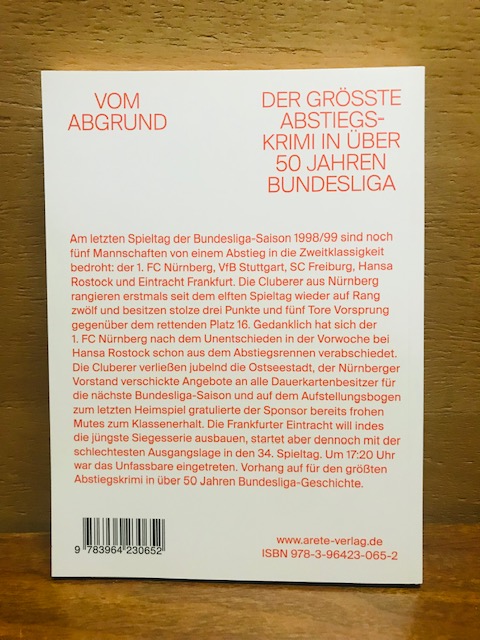 VOM
ABGRUND
DER GRÖSSTE
ABSTIEGS-
KRIMI IN ÜBER
50 JAHREN
BUNDESLIGA
Am letzten Spieltag der Bundesliga-Saison 1998/99 sind noch
fünf Mannschaften von einem Abstieg in die Zweitklassigkeit
bedroht: der 1. FC Nürnberg, VfB Stuttgart, SC Freiburg, Hansa
Rostock und Eintracht Frankfurt. Die Cluberer aus Nürnberg
rangieren erstmals seit dem elften Spieltag wieder auf Rang
zwölf und besitzen stolze drei Punkte und fünf Tore Vorsprung
gegenüber dem rettenden Platz 16. Gedanklich hat sich der
1. FC Nürnberg nach dem Unentschieden in der Vorwoche bei
Hansa Rostock schon aus dem Abstiegsrennen verabschiedet.
Die Cluberer verließen jubelnd die Ostseestadt, der Nürnberger
Vorstand verschickte Angebote an alle Dauerkartenbesitzer für
die nächste Bundesliga-Saison und auf dem Aufstellungsbogen
zum letzten Heimspiel gratulierte der Sponsor bereits frohen
Mutes zum Klassenerhalt. Die Frankfurter Eintracht will indes
die jüngste Siegesserie ausbauen, startet aber dennoch mit der
schlechtesten Ausgangslage in den 34. Spieltag. Um 17:20 Uhr
war das Unfassbare eingetreten. Vorhang auf für den größten
Abstiegskrimi in über 50 Jahren Bundesliga-Geschichte.
9 783964 230652
www.arete-verlag.de
ISBN 978-3-96423-065-2